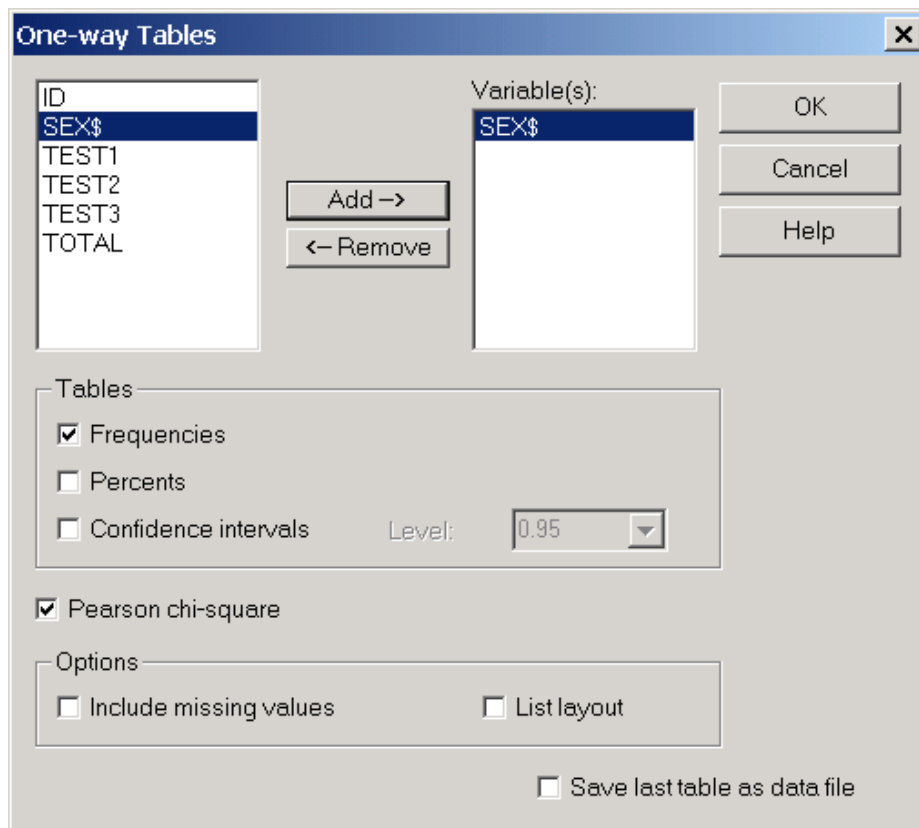 One-way Tables
ID
SEX$
TEST1
TEST2
TEST3
TOTAL
Add –>
<– Remove
Variable(s):
SEX$
OK
Cancel
Help
Tables
Frequencies
Percents
Confidence intervals Level: 0.95
Pearson chi-square
Options
Include missing values List layout
Save last table as data file